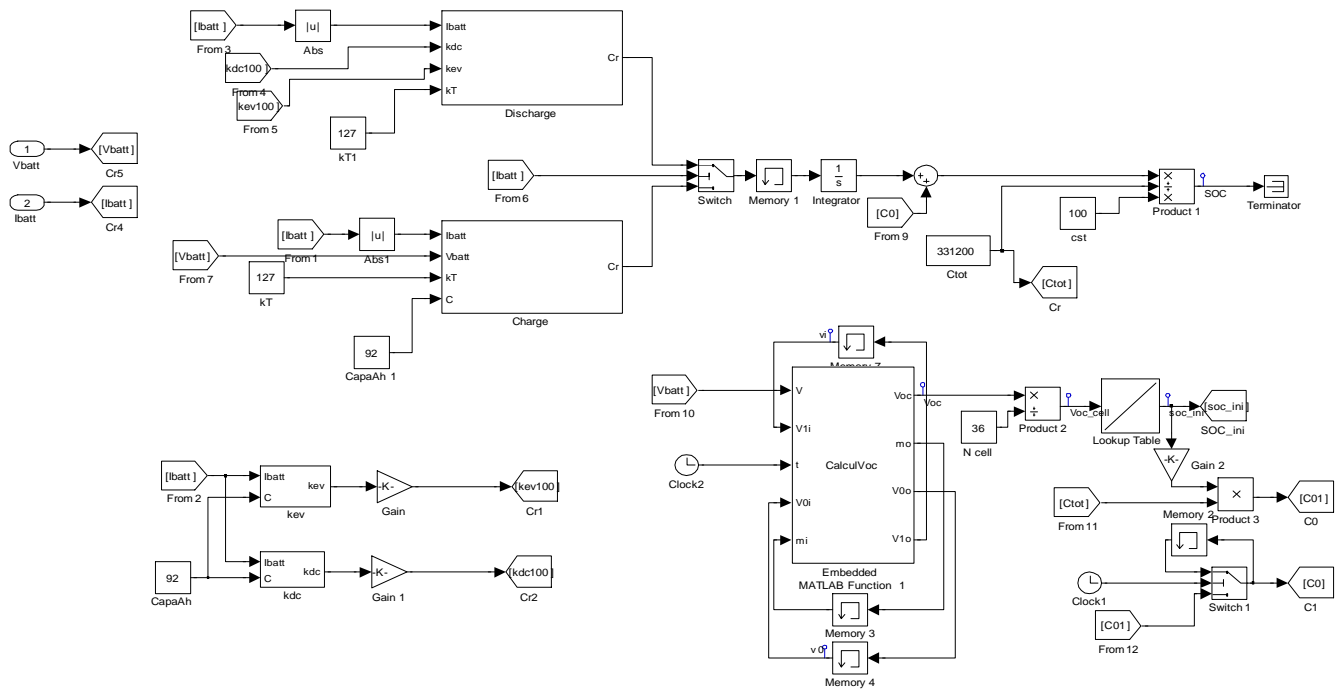 [Ibatt ]
From 3
|u|
Abs
kdc100 ]
From 4
kev100 ]
From 5
127
kT1
Ibatt
kdc
kev
kT
Cr
Discharge
1
Vbatt
[Vbatt ]
Cr5
2
Ibatt
[Ibatt ]
Cr4
[Ibatt ]
From 6
Switch
Memory 1
1
s
Integrator
+
+
[C0]
From 9
×
÷
×
Product 1
SOC
Terminator
100
cst
331200
Ctot
[Ctot ]
Cr
[Ibatt ]
From 1
|u|
Abs1
[Vbatt ]
From 7
127
kT
92
CapaAh 1
Ibatt
Vbatt
kT
C
Cr
Charge
vi
Memory 7
[Vbatt ]
From 10
Clock2
V
V1i
t
V0i
mi
CalculVoc
Voc
mo
V0o
V1o
Embedded
MATLAB Function 1
Voc
36
N cell
×
÷
Product 2
Voc_cell
Lookup Table
soc_ini
[soc_ini ]
SOC_ini
-K-
Gain 2
[Ctot ]
From 11
×
Product 3
[C01]
C0
Memory 2
Clock1
[C01]
From 12
Switch 1
[C0]
C1
Memory 3
v 0
Memory 4
[Ibatt ]
From 2
Ibatt
C
kev
kev
-K-
Gain
[kev100 ]
Cr1
92
CapaAh
Ibatt
C
kdc
kdc
-K-
Gain 1
[kdc100 ]
Cr2